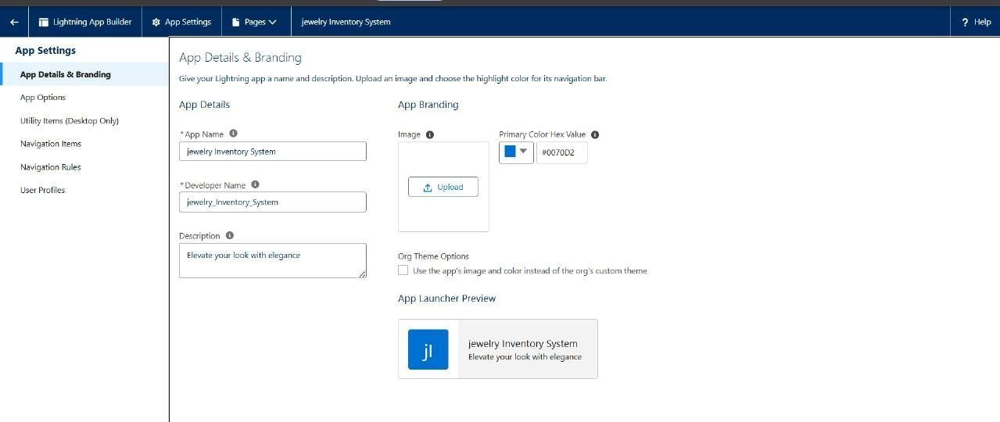 Lightning App Builder App Settings Pages jewelry Inventory System ? Help
App Settings
App Details & Branding
App Options
Utility Items (Desktop Only)
Navigation Items
Navigation Rules
User Profiles
App Details & Branding
Give your Lightning app a name and description. Upload an image and choose the highlight color for its navigation bar.
App Details
*App Name
jewelry Inventory System
*Developer Name
jewelry_Inventory_System
Description
Elevate your look with elegance
App Branding
Image
Upload
Primary Color Hex Value
#0070D2
Org Theme Options
Use the app's image and color instead of the org's custom theme
App Launcher Preview
jI
jewelry Inventory System
Elevate your look with elegance